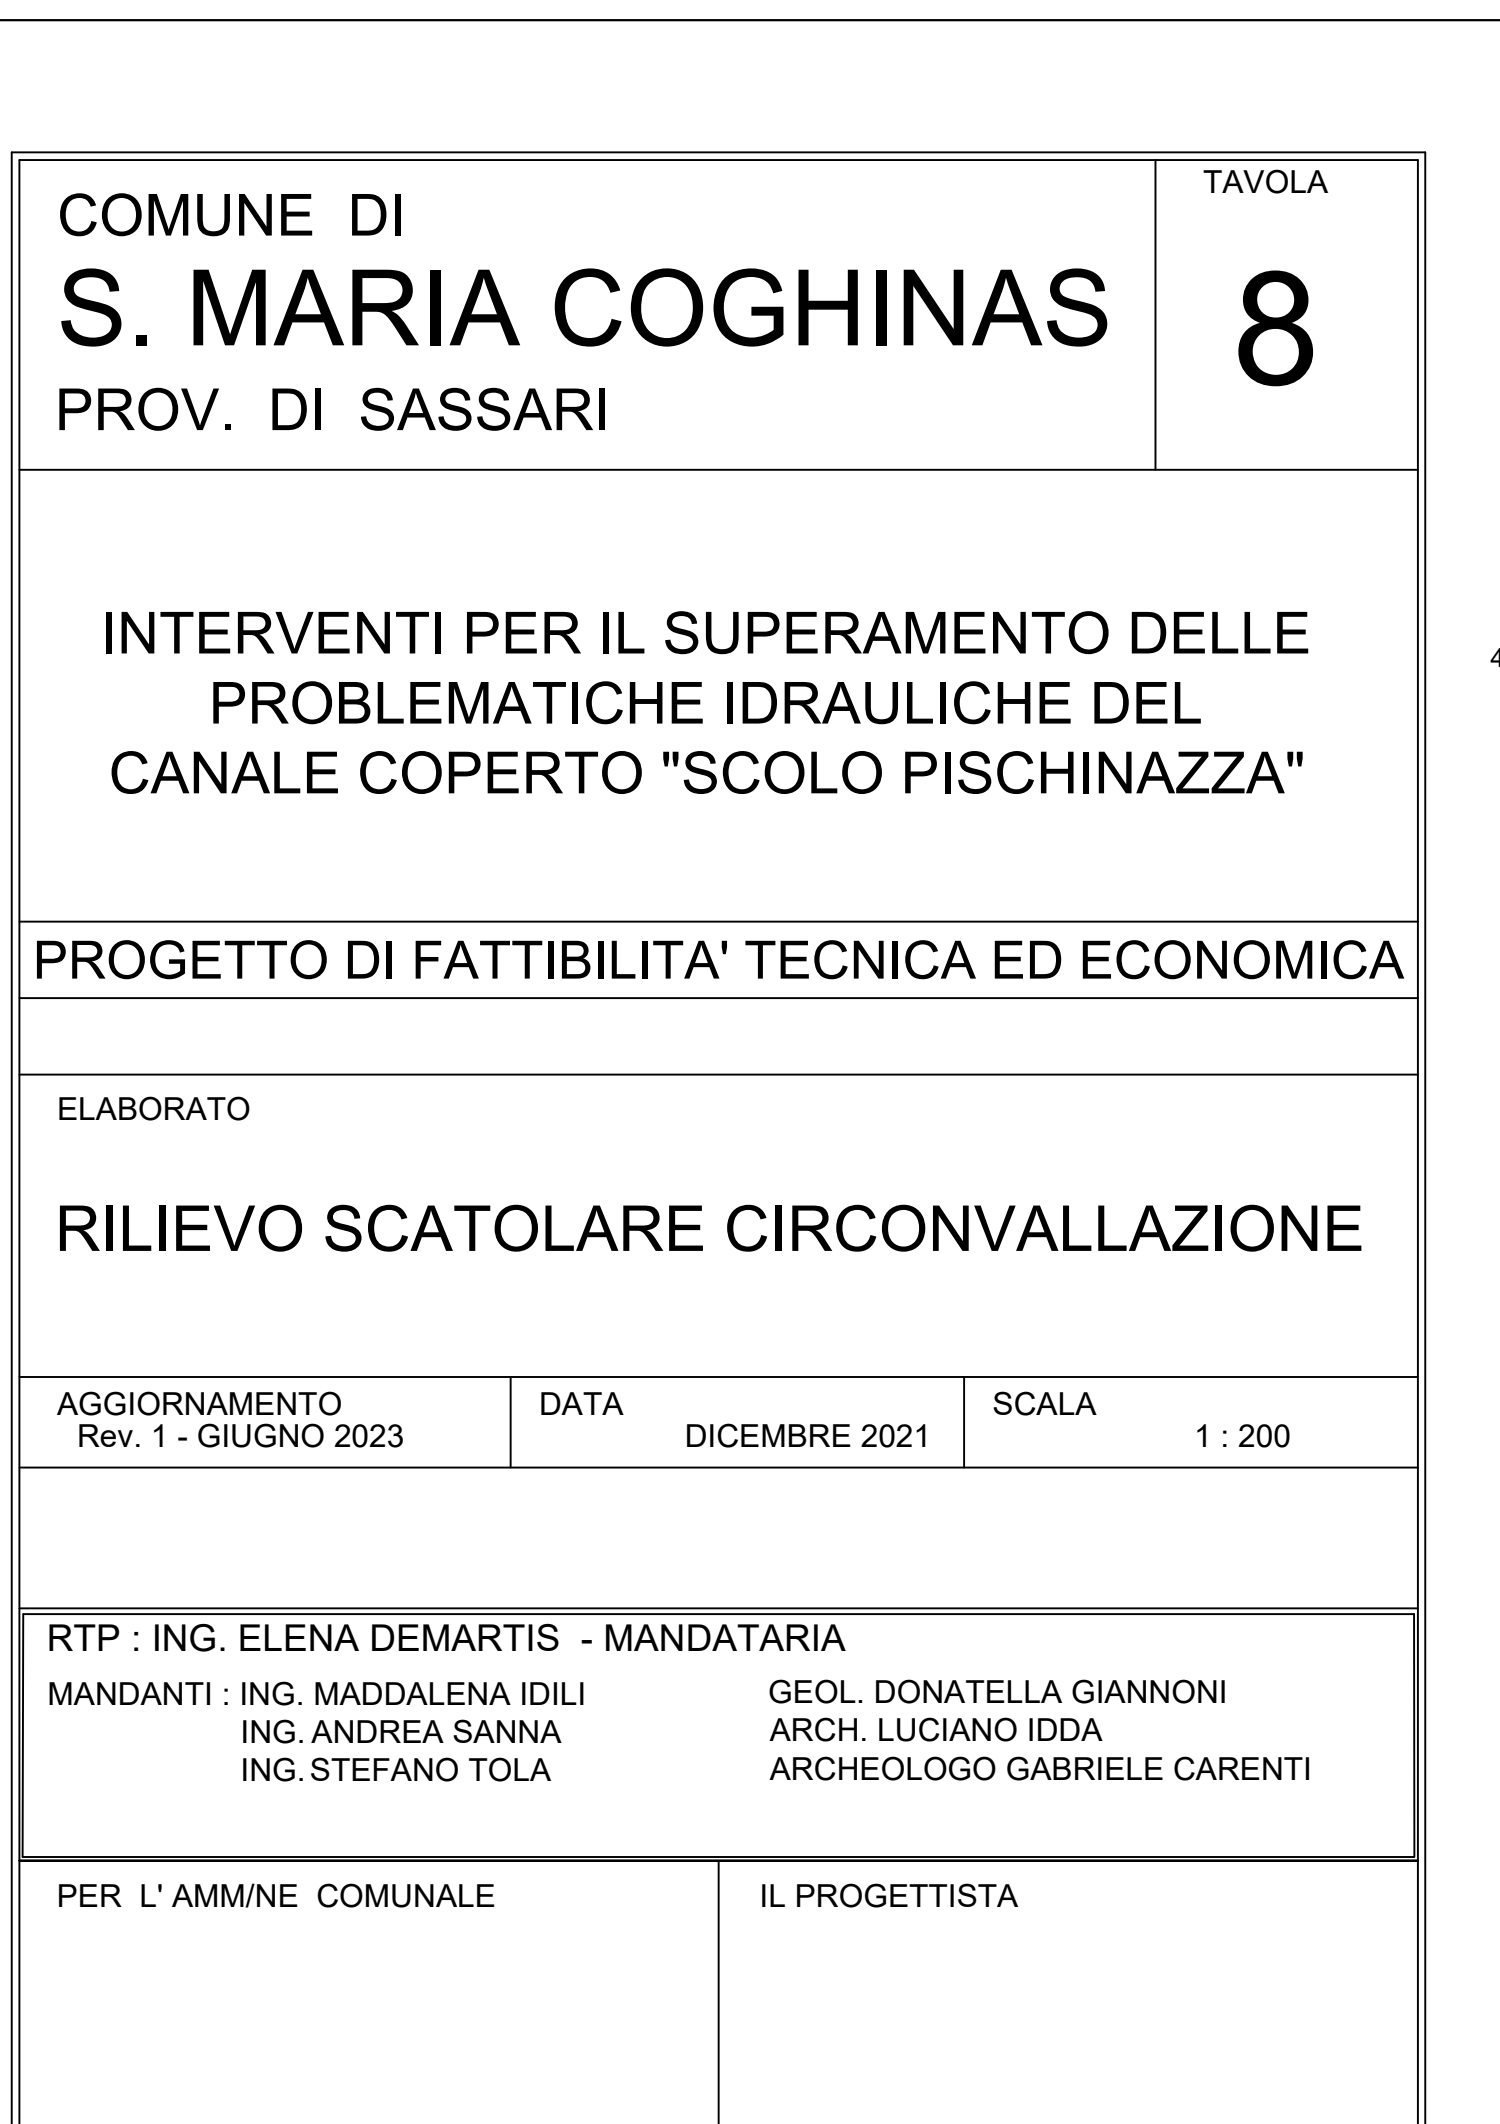 COMUNE DI
S. MARIA COGHINAS
PROV. DI SASSARI
TAVOLA
8
INTERVENTI PER IL SUPERAMENTO DELLE
PROBLEMATICHE IDRAULICHE DEL
CANALE COPERTO "SCOLO PISCHINAZZA"
PROGETTO DI FATTIBILITA' TECNICA ED ECONOMICA
ELABORATO
RILIEVO SCATOLARE CIRCONVALLAZIONE
AGGIORNAMENTO
Rev. 1 - GIUGNO 2023
DATA
DICEMBRE 2021
SCALA
1 : 200
RTP : ING. ELENA DEMARTIS - MANDATARIA
MANDANTI : ING. MADDALENA IDILI
ING. ANDREA SANNA
ING. STEFANO TOLA
GEOL. DONATELLA GIANNONI
ARCH. LUCIANO IDDA
ARCHEOLOGO GABRIELE CARENTI
PER L' AMM/NE COMUNALE
IL PROGETTISTA